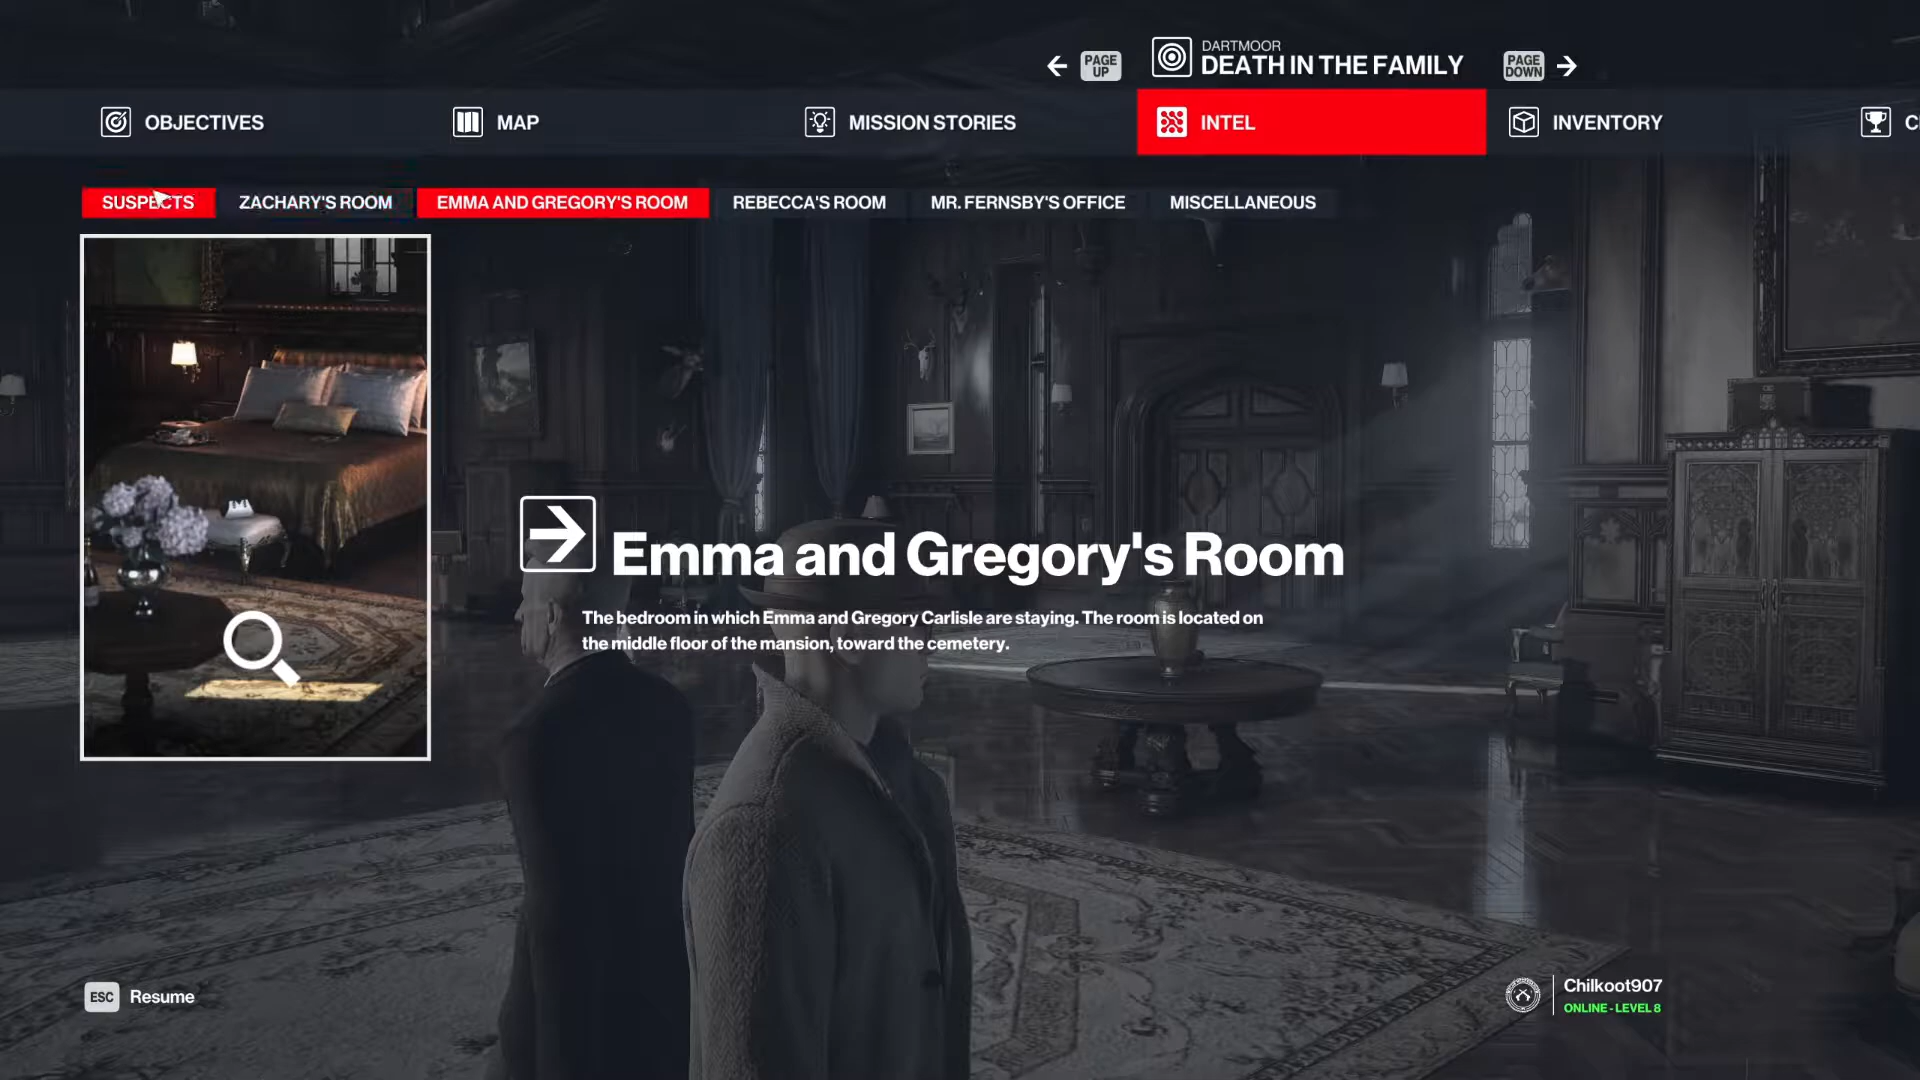 PAGE UP
DARTMOOR
DEATH IN THE FAMILY
PAGE DOWN
OBJECTIVES
MAP
MISSION STORIES
INTEL
INVENTORY
C
SUSPECTS
ZACHARY'S ROOM
EMMA AND GREGORY'S ROOM
REBECCA'S ROOM
MR. FERNSBY'S OFFICE
MISCELLANEOUS
Emma and Gregory's Room
The bedroom in which Emma and Gregory Carlisle are staying. The room is located on
the middle floor of the mansion, toward the cemetery.
ESC Resume
Chilkoot907
ONLINE - LEVEL 8